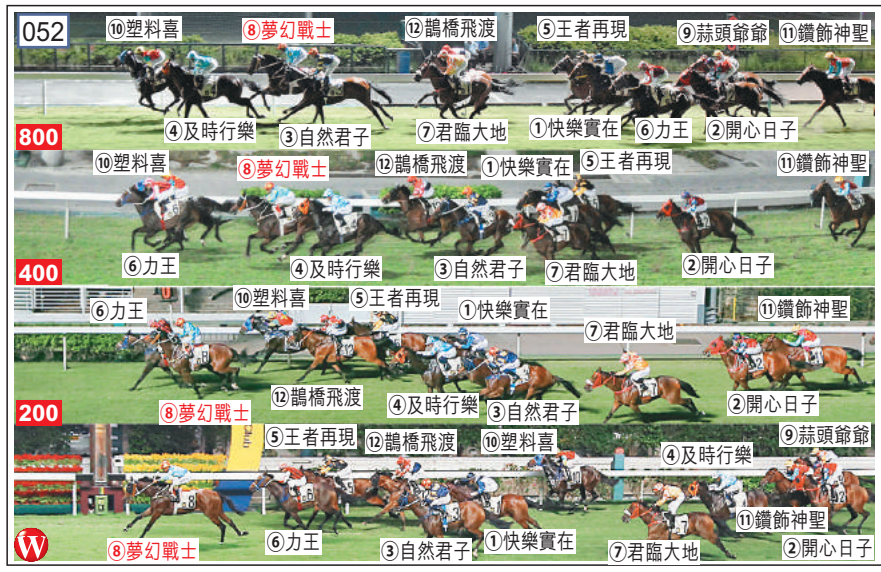 052
⑩塑料喜 ⑧夢幻戰士 ⑫鵲橋飛渡 ⑤王者再現 ⑨蒜頭爺爺 ⑪鑽飾神聖
800 ④及時行樂 ③自然君子 ⑦君臨大地 ①快樂實在 ⑥力王 ②開心日子
⑩塑料喜 ⑧夢幻戰士 ⑫鵲橋飛渡 ①快樂實在 ⑤王者再現 ⑪鑽飾神聖
400 ⑥力王 ④及時行樂 ③自然君子 ⑦君臨大地 ②開心日子
⑥力王 ⑩塑料喜 ⑤王者再現 ①快樂實在 ⑦君臨大地 ⑪鑽飾神聖
200 ⑧夢幻戰士 ⑫鵲橋飛渡 ④及時行樂 ③自然君子 ②開心日子
⑤王者再現 ⑫鵲橋飛渡 ⑩塑料喜 ④及時行樂 ⑨蒜頭爺爺
Club
⑪鑽飾神聖
W ⑧夢幻戰士 ⑥力王 ③自然君子 ①快樂實在 ⑦君臨大地 ②開心日子